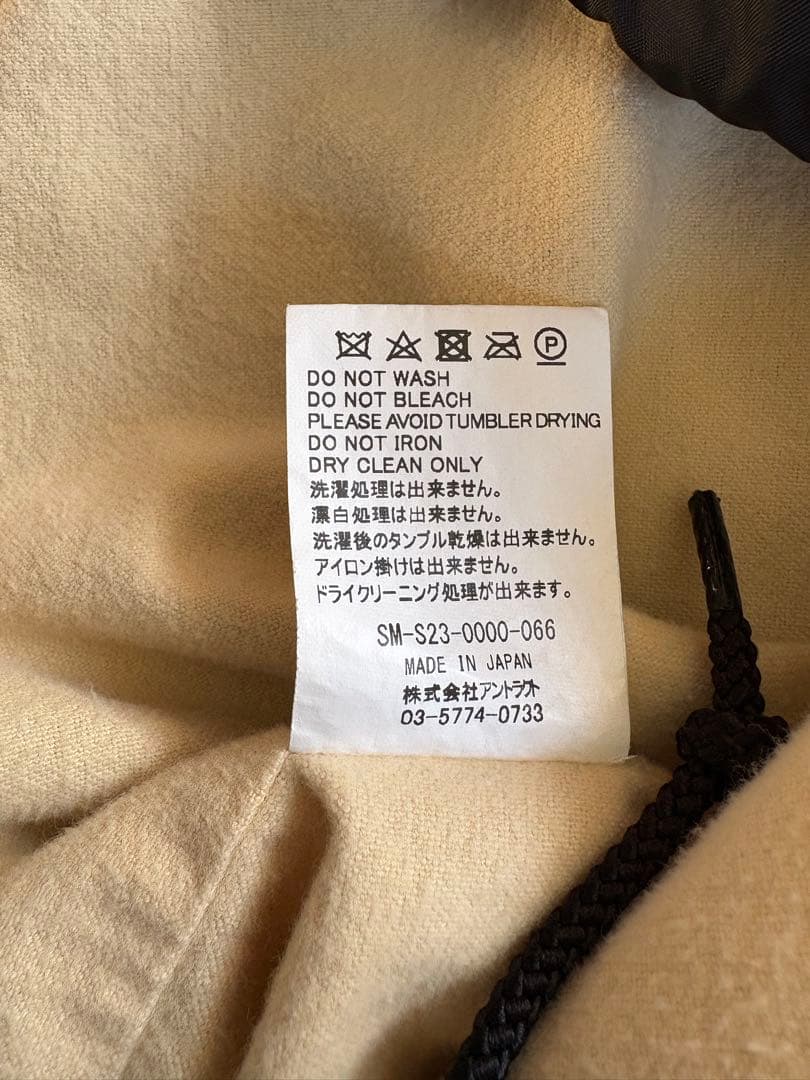 P
DO NOT WASH
DO NOT BLEACH
PLEASE AVOID TUMBLER DRYING
DO NOT IRON
DRY CLEAN ONLY
洗濯処理は出来ません。
漂白処理は出来ません。
洗濯後のタンブル乾燥は出来ません。
アイロン掛けは出来ません。
ドライクリーニング処理が出来ます。
SM-S23-0000-066
MADE IN JAPAN
株式会社アントラクト
03-5774-0733